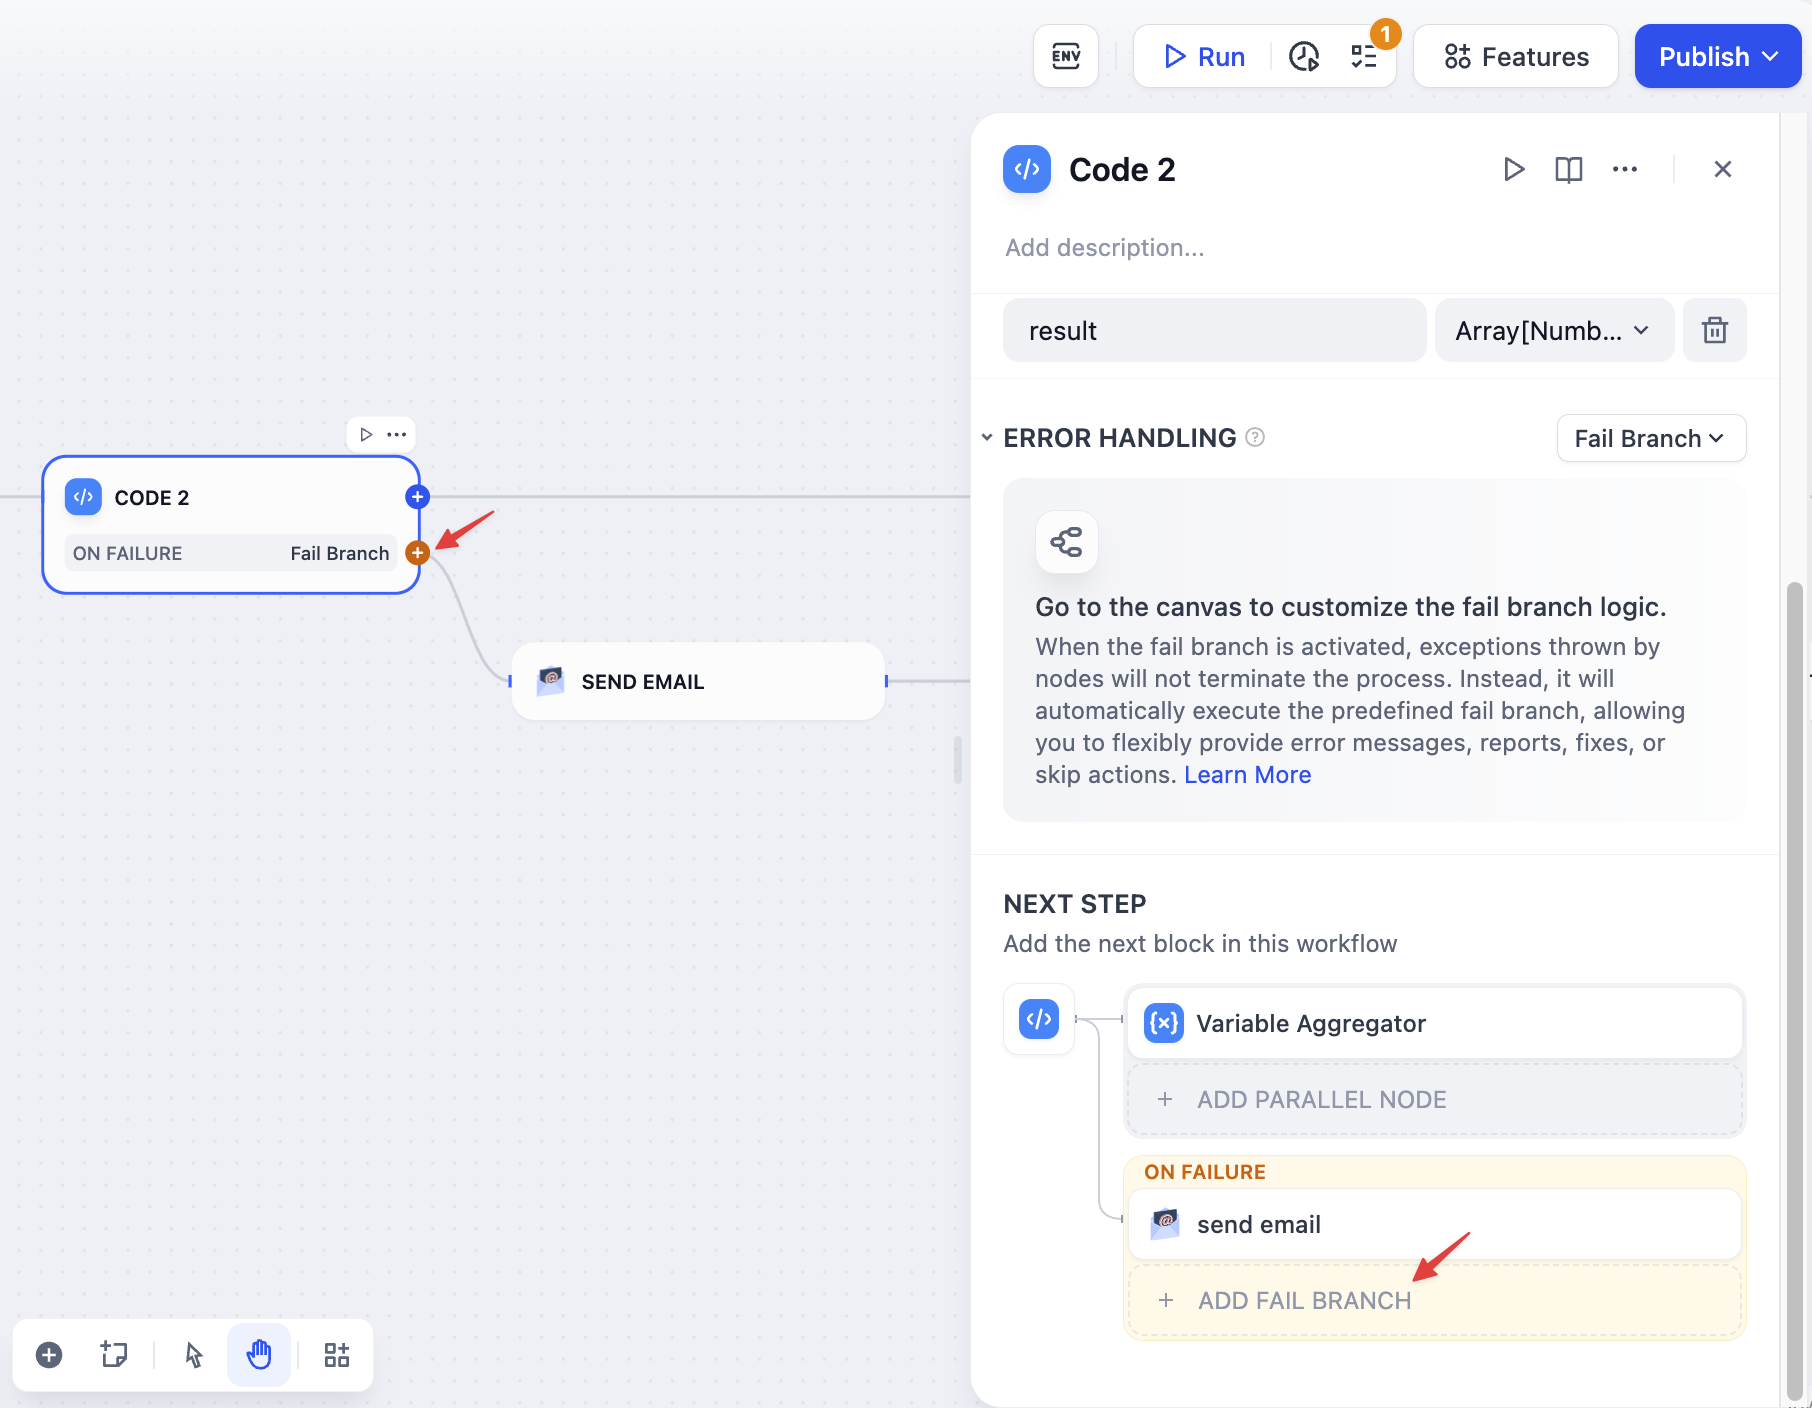 ENV
Run
1
Features
Publish
Code 2
Add description...
result
Array[Numb...
ERROR HANDLING
Fail Branch
CODE 2
ON FAILURE
Fail Branch
SEND EMAIL
Go to the canvas to customize the fail branch logic.
When the fail branch is activated, exceptions thrown by
nodes will not terminate the process. Instead, it will
automatically execute the predefined fail branch, allowing
you to flexibly provide error messages, reports, fixes, or
skip actions. Learn More
NEXT STEP
Add the next block in this workflow
Variable Aggregator
+ ADD PARALLEL NODE
ON FAILURE
send email
+ ADD FAIL BRANCH